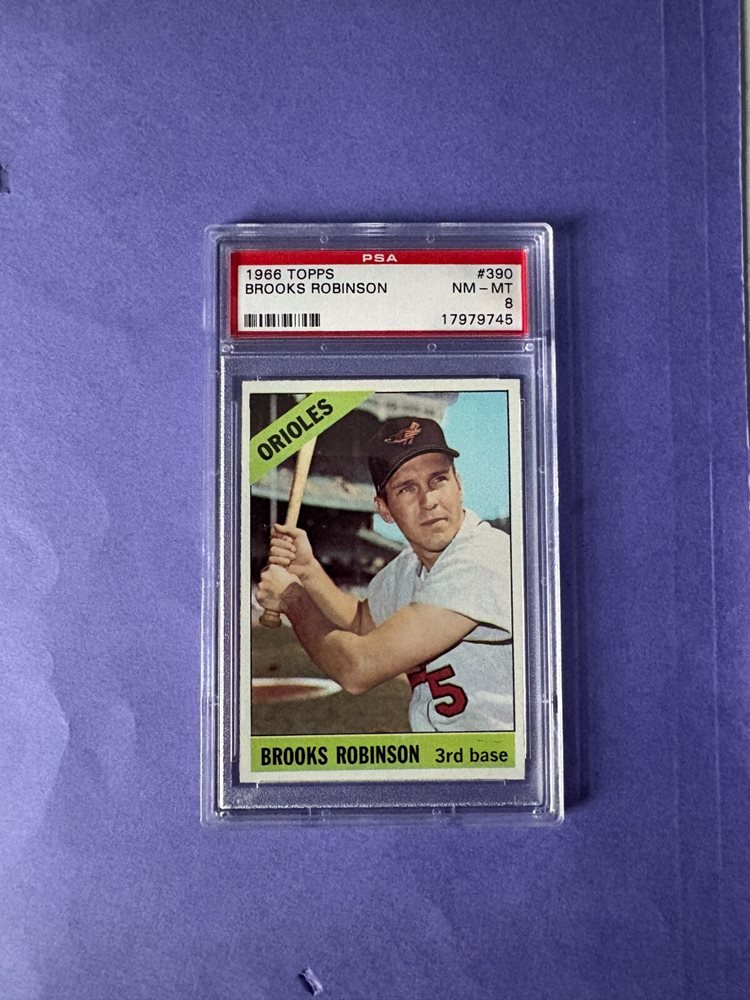 PSA
1966 TOPPS #390
BROOKS ROBINSON NM - MT
8
17979745
ORIOLES
5
BROOKS ROBINSON 3rd base